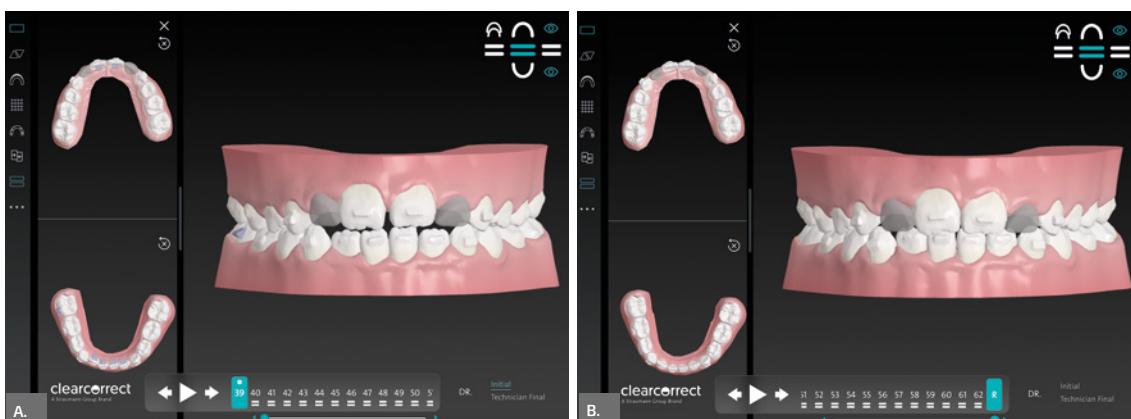 39 40 41 42 43 44 45 46 47 48 49 50
DR.
Initial
Technician Final
clearcorrect
A Straumann Group Brand
A.
51 52 53 54 55 56 57 58 59 60 61 62 R
DR.
Initial
Technician Final
clearcorrect
A Straumann Group Brand
B.